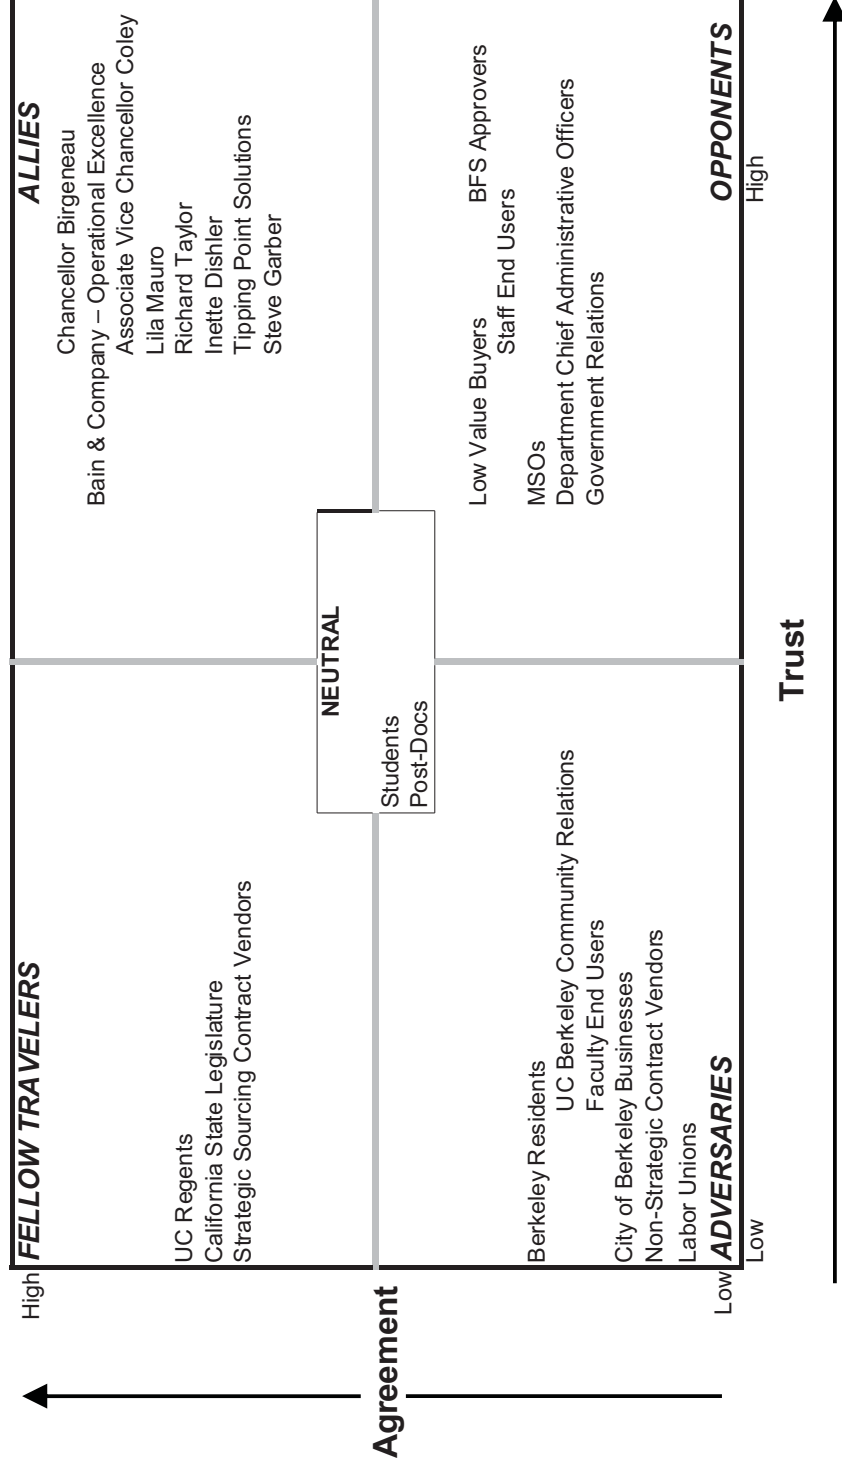 High
FELLOW TRAVELERS
ALLIES
UC Regents
California State Legislature
Strategic Sourcing Contract Vendors
Chancellor Birgeneau
Bain & Company – Operational Excellence
Associate Vice Chancellor Coley
Lila Mauro
Richard Taylor
Inette Dishler
Tipping Point Solutions
Steve Garber
Agreement
NEUTRAL
Students
Post-Docs
Berkeley Residents
UC Berkeley Community Relations
Faculty End Users
City of Berkeley Businesses
Non-Strategic Contract Vendors
Labor Unions
Low Value Buyers
BFS Approvers
Staff End Users
MSOs
Department Chief Administrative Officers
Government Relations
Low
ADVERSARIES
OPPONENTS
Low
High
Trust